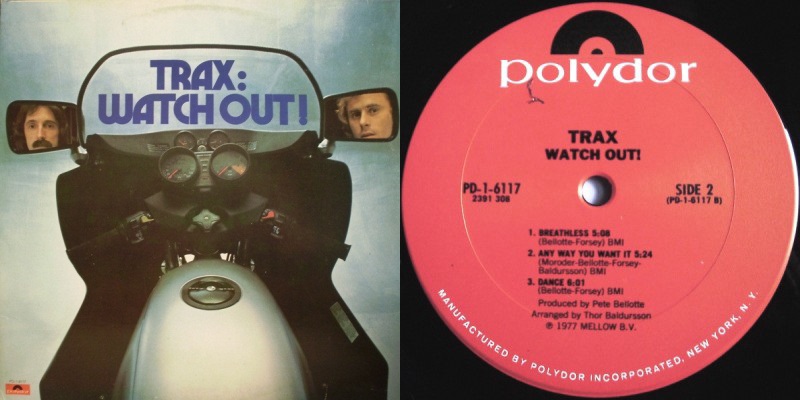 TRAX:
WATCH OUT!
polydor
TRAX
WATCH OUT!
PD-1-6117
2391 306
SIDE 2
(PD-1-6117 B)
1. BREATHLESS 5:08
(Bellotte-Forsey) BMI
2. ANY WAY YOU WANT IT 5:24
(Moroder-Bellotte-Forsey-
Baldursson) BMI
3. DANCE 6:01
(Bellotte-Forsey) BMI
Produced by Pete Bellotte
Arranged by Thor Baldursson
℗ 1977 MELLOW B.V.
MANUFACTURED BY POLYDOR INCORPORATED, NEW YORK, N. Y.